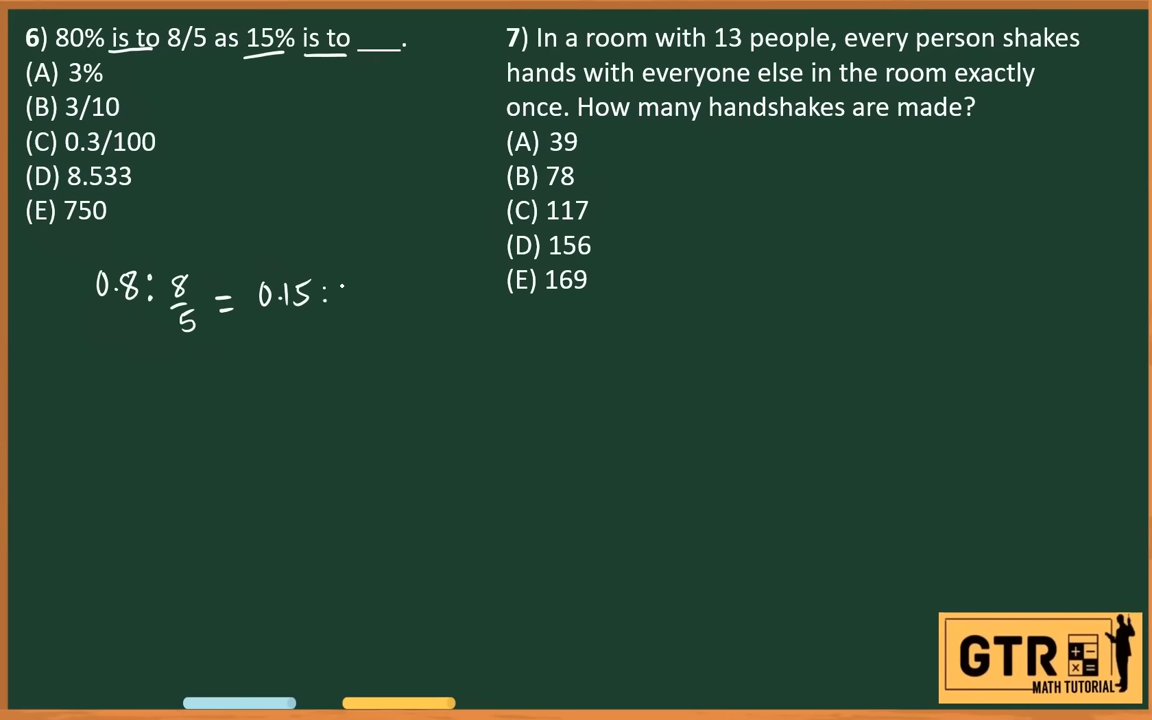 6) 80% is to 8/5 as 15% is to ___.
(A) 3%
(B) 3/10
(C) 0.3/100
(D) 8.533
(E) 750
0.8 : 8/5 = 0.15 :
7) In a room with 13 people, every person shakes
hands with everyone else in the room exactly
once. How many handshakes are made?
(A) 39
(B) 78
(C) 117
(D) 156
(E) 169
GTR
MATH TUTORIAL